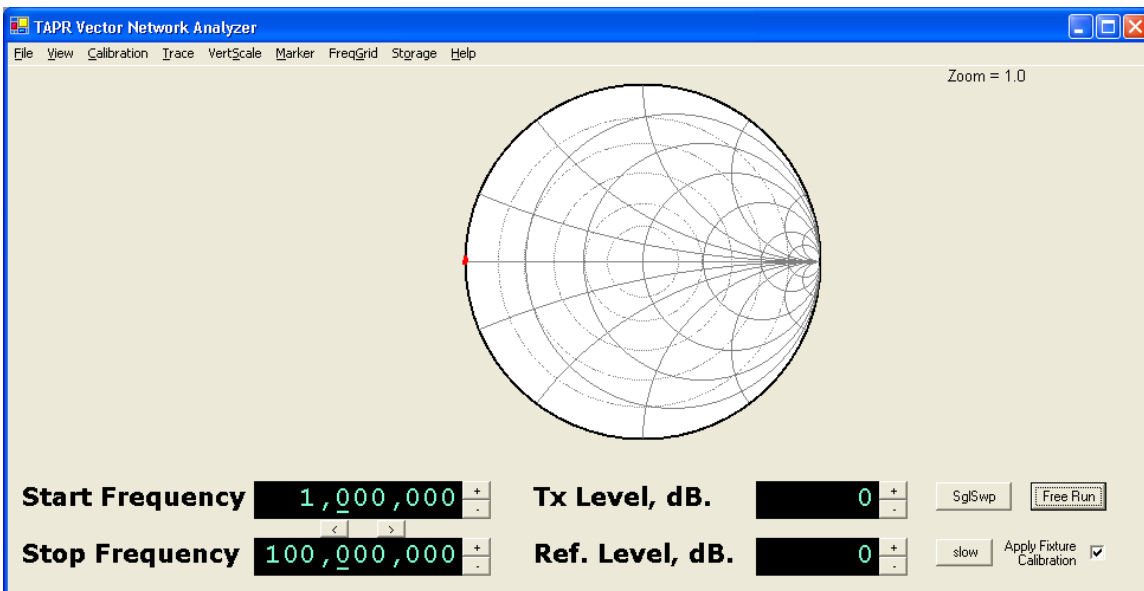 TAPR Vector Network Analyzer
File View Calibration Trace VertScale Marker FreqGrid Storage Help
Zoom = 1.0
Start Frequency 1,000,000 + - Tx Level, dB. 0 + - SglSwp Free Run
< >
Stop Frequency 100,000,000 + - Ref. Level, dB. 0 + - slow Apply Fixture
Calibration